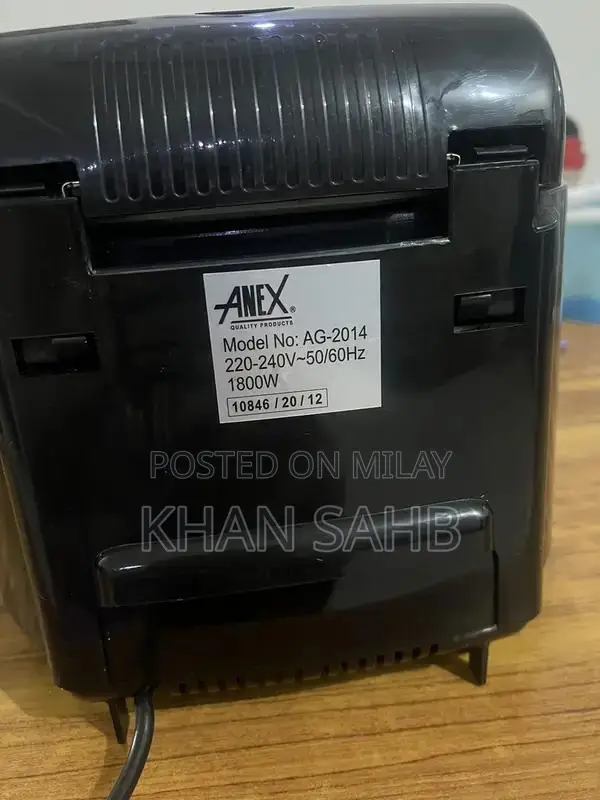 ANEX®
QUALITY PRODUCTS
Model No: AG-2014
220-240V~50/60Hz
1800W
10846 / 20 / 12
POSTED ON MILAY
KHAN SAHB